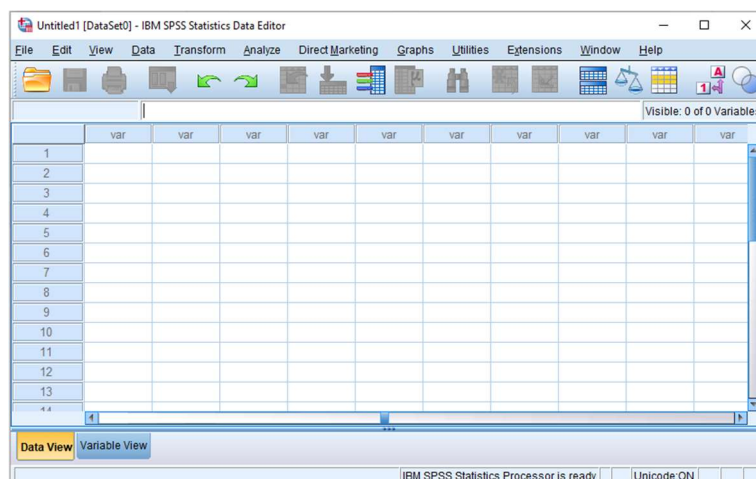 Untitled1 [DataSet0] - IBM SPSS Statistics Data Editor
File Edit View Data Transform Analyze Direct Marketing Graphs Utilities Extensions Window Help
Visible: 0 of 0 Variables
var var var var var var var var var var
1
2
3
4
5
6
7
8
9
10
11
12
13
14
Data View Variable View
IBM SPSS Statistics Processor is ready Unicode:ON